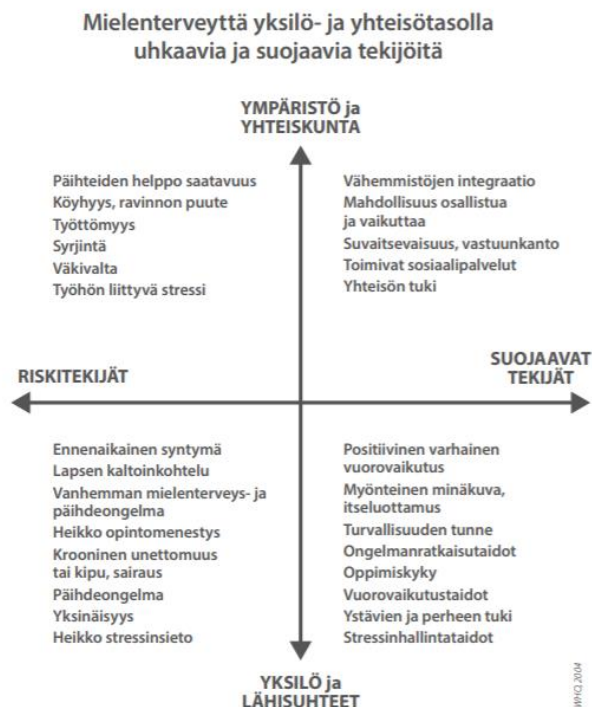 Mielenterveyttä yksilö- ja yhteisötasolla
uhkaavia ja suojaavia tekijöitä
YMPÄRISTÖ ja
YHTEISKUNTA
Päihteiden helppo saatavuus
Köyhyys, ravinnon puute
Työttömyys
Syrjintä
Väkivalta
Työhön liittyvä stressi
Vähemmistöjen integraatio
Mahdollisuus osallistua
ja vaikuttaa
Suvaitsevaisuus, vastuunkanto
Toimivat sosiaalipalvelut
Yhteisön tuki
RISKITEKIJÄT
SUOJAAVAT
TEKIJÄT
Ennenaikainen syntymä
Lapsen kaltoinkohtelu
Vanhemman mielenterveys- ja
päihdeongelma
Heikko opintomenestys
Krooninen unettomuus
tai kipu, sairaus
Päihdeongelma
Yksinäisyys
Heikko stressinsieto
Positiivinen varhainen
vuorovaikutus
Myönteinen minäkuva,
itseluottamus
Turvallisuuden tunne
Ongelmanratkaisutaidot
Oppimiskyky
Vuorovaikutustaidot
Ystävien ja perheen tuki
Stressinhallintataidot
YKSILÖ ja
LÄHISUHTEET
WHO 2004